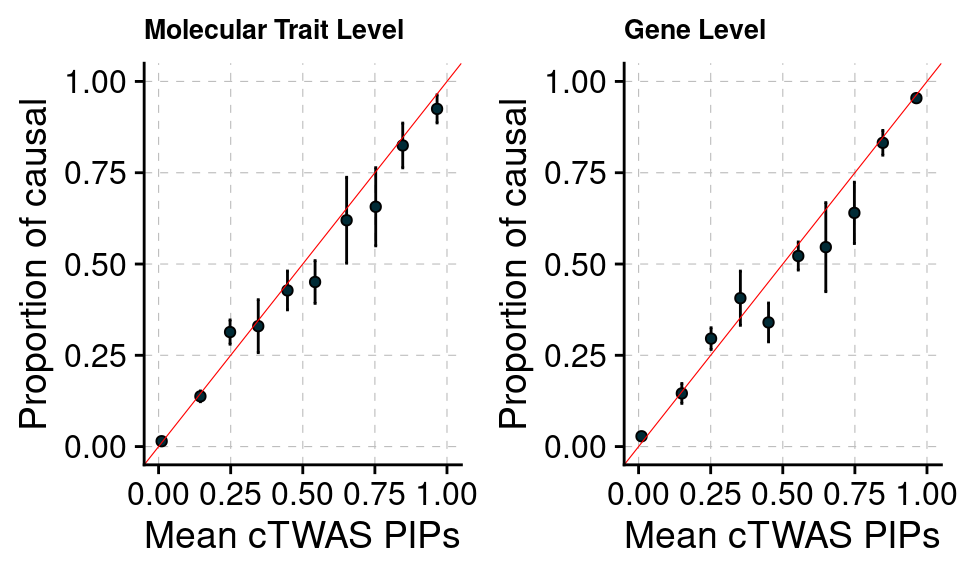 Molecular Trait Level
Gene Level
Proportion of causal
1.00
0.75
0.50
0.25
0.00
0.00 0.25 0.50 0.75 1.00
Mean cTWAS PIPs
Proportion of causal
1.00
0.75
0.50
0.25
0.00
0.00 0.25 0.50 0.75 1.00
Mean cTWAS PIPs